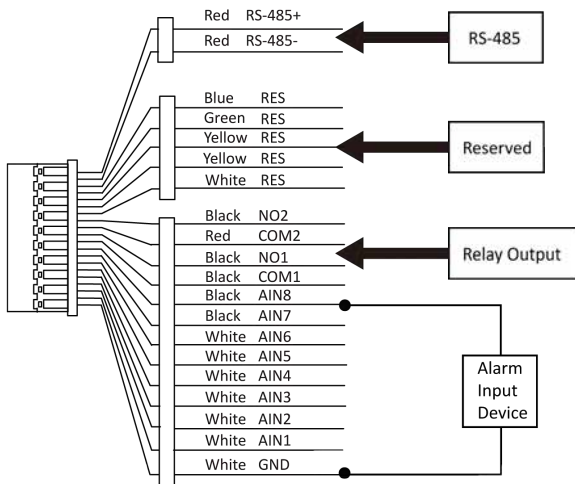 Red RS-485+
Red RS-485-
RS-485
Blue RES
Green RES
Yellow RES
Yellow RES
White RES
Reserved
Black NO2
Red COM2
Black NO1
Black COM1
Relay Output
Black AIN8
Black AIN7
White AIN6
White AIN5
White AIN4
White AIN3
White AIN2
White AIN1
White GND
Alarm
Input
Device